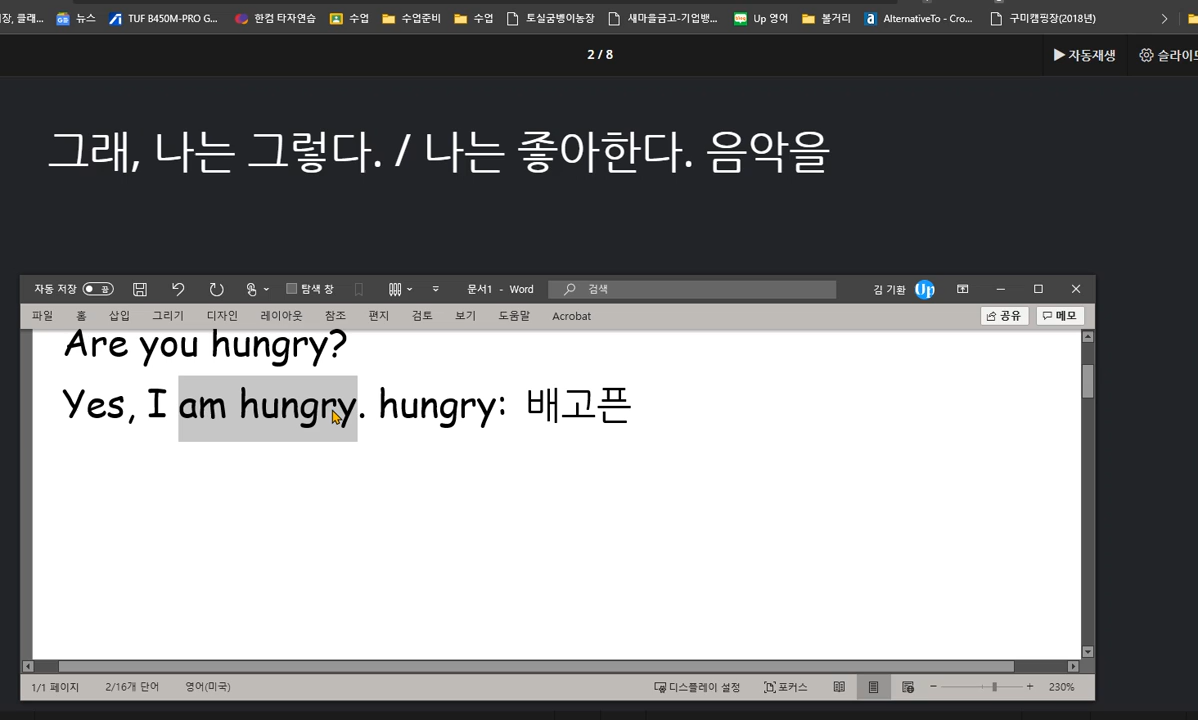 장, 클래... 뉴스 TUF B450M-PRO G... 한컴 타자연습 수업 수업준비 수업 토실굼벵이농장 새마을금고-기업뱅... Up 영어 볼거리 AlternativeTo - Cro... 구미캠핑장(2018년)
2 / 8 자동재생 슬라이드
그래, 나는 그렇다. / 나는 좋아한다. 음악을
자동 저장 끔 탐색 창 문서1 - Word 검색 김 기환 Up
파일 홈 삽입 그리기 디자인 레이아웃 참조 편지 검토 보기 도움말 Acrobat 공유 메모
Are you hungry?
Yes, I am hungry. hungry: 배고픈
1/1 페이지 2/16개 단어 영어(미국) 디스플레이 설정 포커스 230%